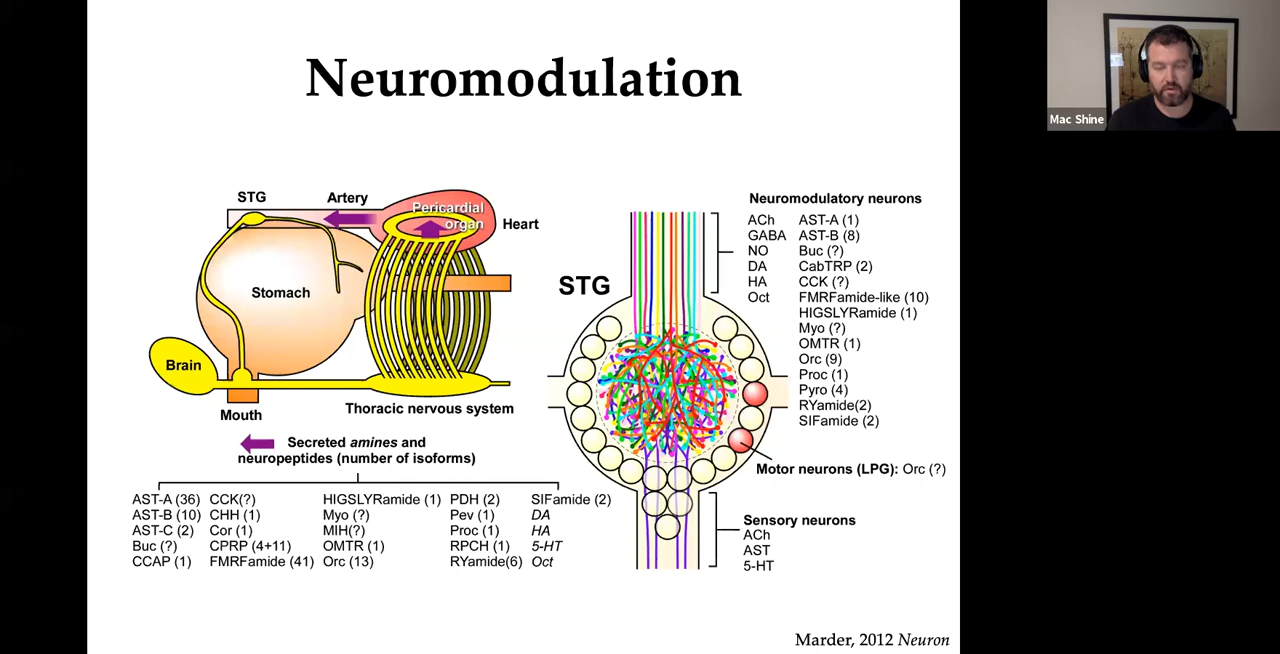 Neuromodulation
Mac Shine
STG
Artery
Pericardial
organ
Heart
Stomach
Brain
Mouth
Thoracic nervous system
Secreted amines and
neuropeptides (number of isoforms)
AST-A (36) CCK(?) HIGSLYRamide (1) PDH (2) SIFamide (2)
AST-B (10) CHH (1) Myo (?) Pev (1) DA
AST-C (2) Cor (1) MIH(?) Proc (1) HA
Buc (?) CPRP (4+11) OMTR (1) RPCH (1) 5-HT
CCAP (1) FMRFamide (41) Orc (13) RYamide(6) Oct
STG
Neuromodulatory neurons
ACh AST-A (1)
GABA AST-B (8)
NO Buc (?)
DA CabTRP (2)
HA CCK (?)
Oct FMRFamide-like (10)
HIGSLYRamide (1)
Myo (?)
OMTR (1)
Orc (9)
Proc (1)
Pyro (4)
RYamide(2)
SIFamide (2)
Motor neurons (LPG): Orc (?)
Sensory neurons
ACh
AST
5-HT
Marder, 2012 Neuron